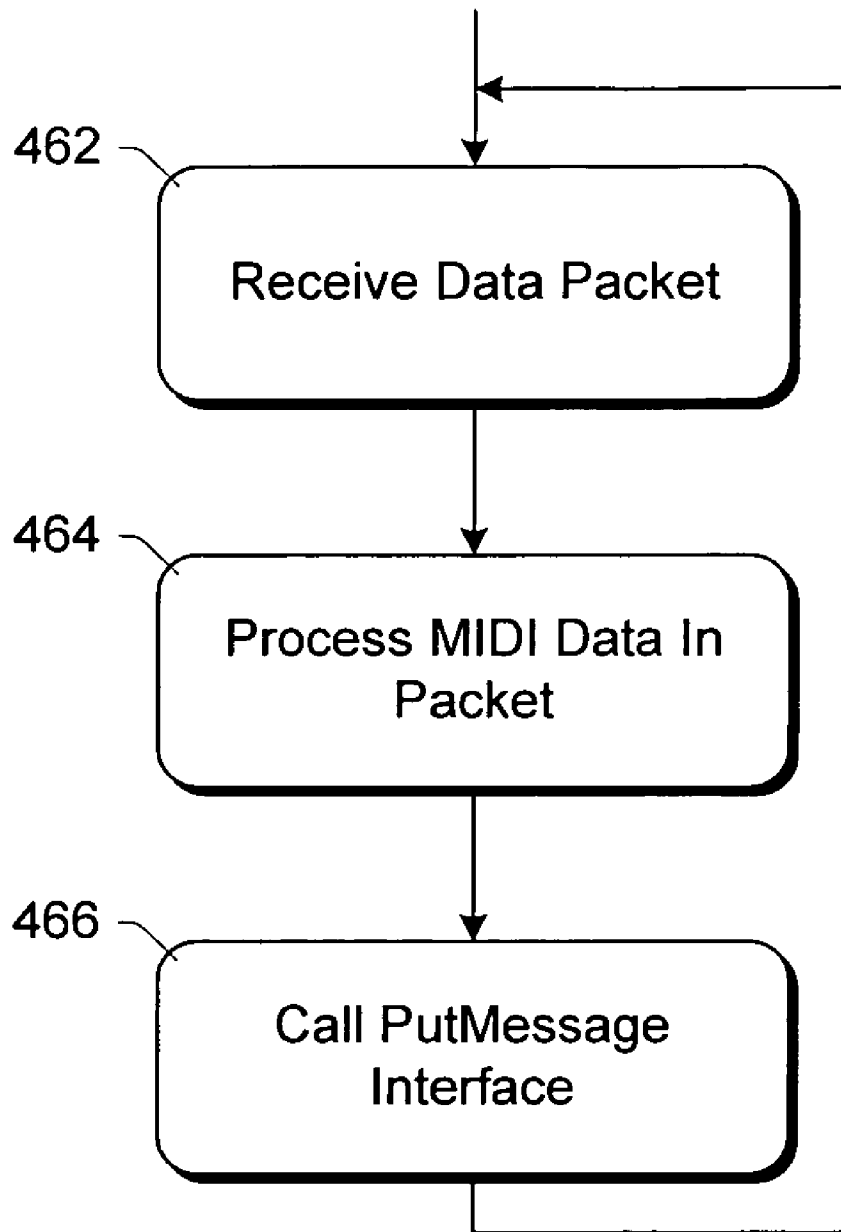 462
Receive Data Packet
464
Process MIDI Data In
Packet
466
Call PutMessage
Interface